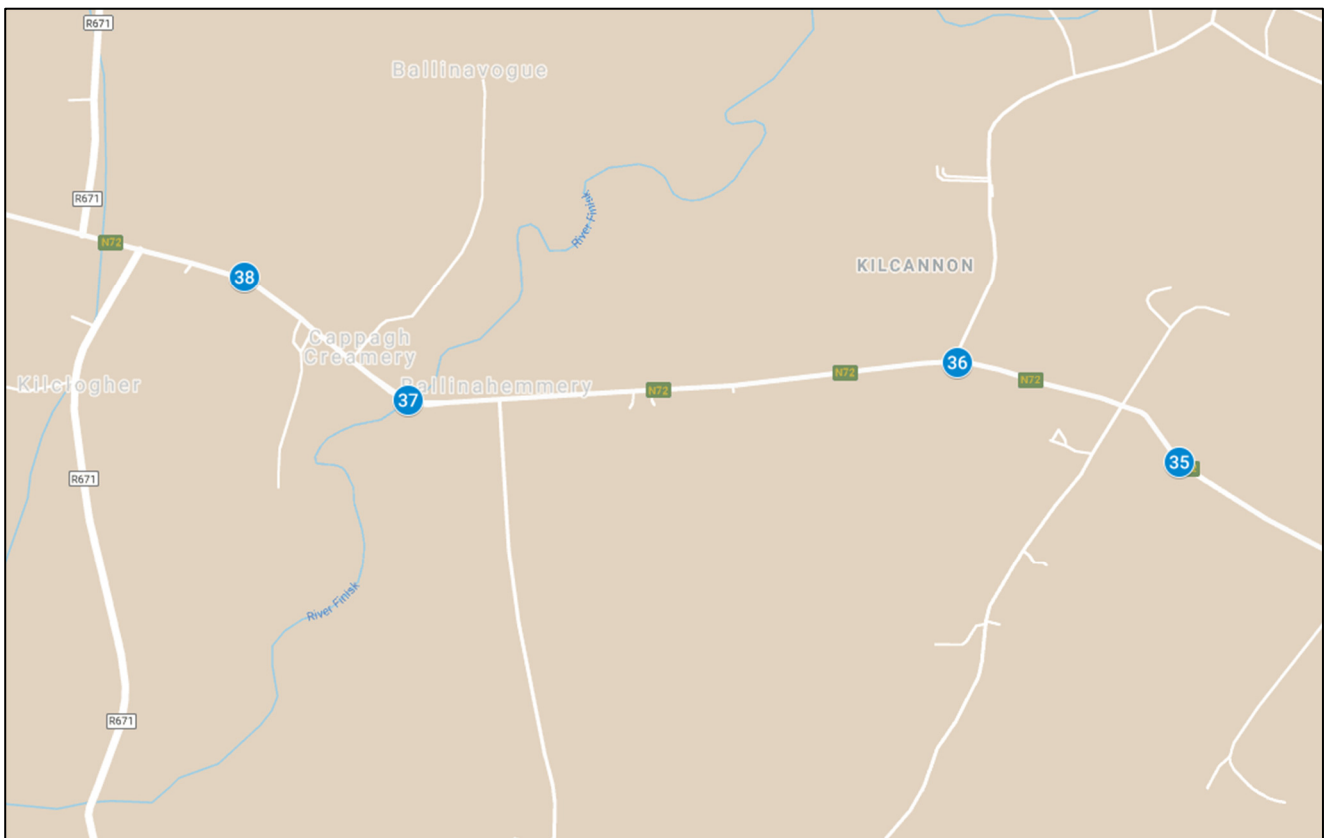 R671
Ballinavogue
R671
River Finisk
N72
KILCANNON
38
Cappagh
Creamery
36
N72
N72
Kilclogher
Ballinahemmery
N72
37
35
R671
River Finisk
R671